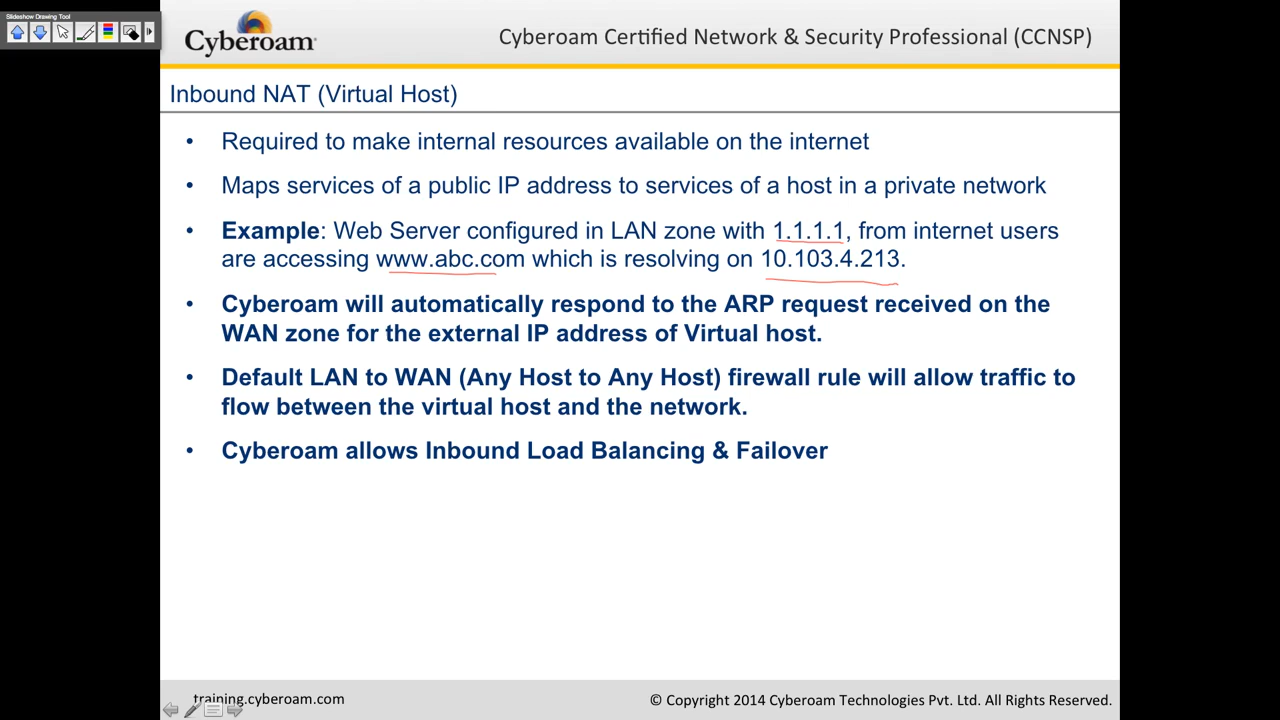 Slideshow Drawing Tool
Cyberoam
Cyberoam Certified Network & Security Professional (CCNSP)
Inbound NAT (Virtual Host)
• Required to make internal resources available on the internet
• Maps services of a public IP address to services of a host in a private network
• Example: Web Server configured in LAN zone with 1.1.1.1, from internet users
are accessing www.abc.com which is resolving on 10.103.4.213.
• Cyberoam will automatically respond to the ARP request received on the
WAN zone for the external IP address of Virtual host.
• Default LAN to WAN (Any Host to Any Host) firewall rule will allow traffic to
flow between the virtual host and the network.
• Cyberoam allows Inbound Load Balancing & Failover
training.cyberoam.com
© Copyright 2014 Cyberoam Technologies Pvt. Ltd. All Rights Reserved.